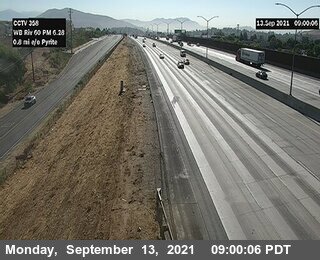 CCTV 358
WB Riv 60 PM 6.28
0.8 mi e/o Pyrite
13 Sep 2021
09:00:06
Monday, September 13, 2021 09:00:06 PDT